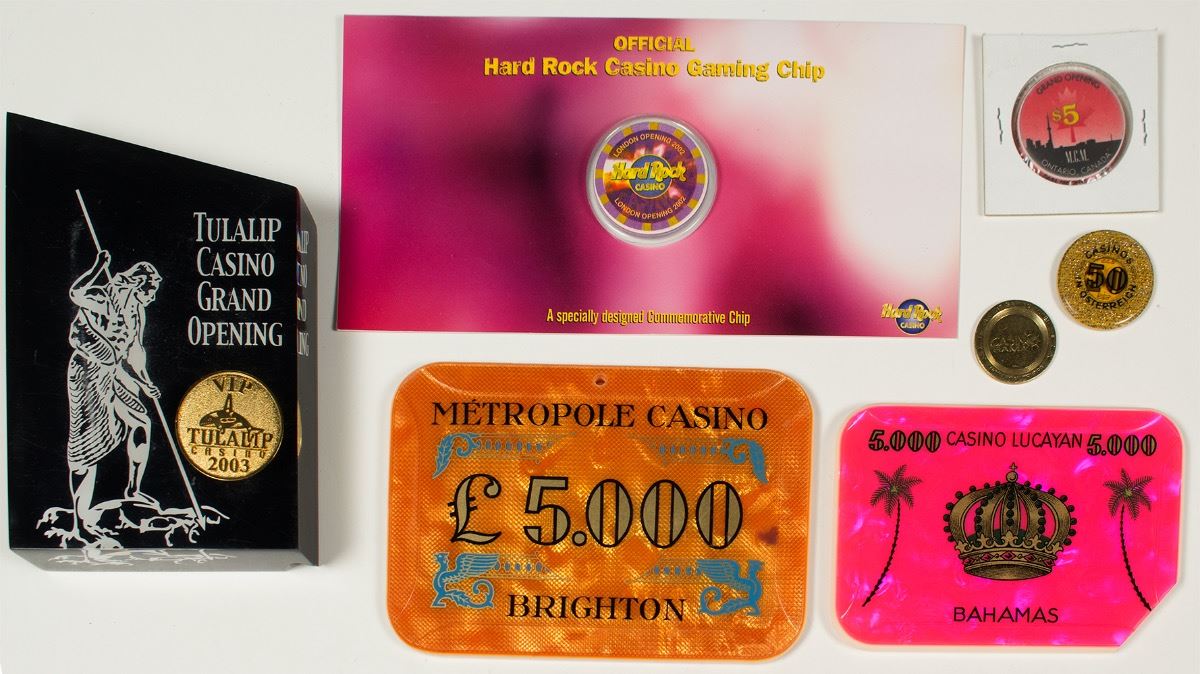 TULALIP
CASINO
GRAND
OPENING
VIP
TULALIP
CASINO
2003
OFFICIAL
Hard Rock Casino Gaming Chip
LONDON OPENING 2002
Hard Rock
CASINO
LONDON OPENING 2002
A specially designed Commemorative Chip
Hard Rock
CASINO
GRAND OPENING
$5
M.G.M.
ONTARIO, CANADA
CASINOS
50
IN ÖSTERREICH
CASINO
MÉTROPOLE CASINO
£ 5.000
BRIGHTON
5.000 CASINO LUCAYAN 5.000
BAHAMAS